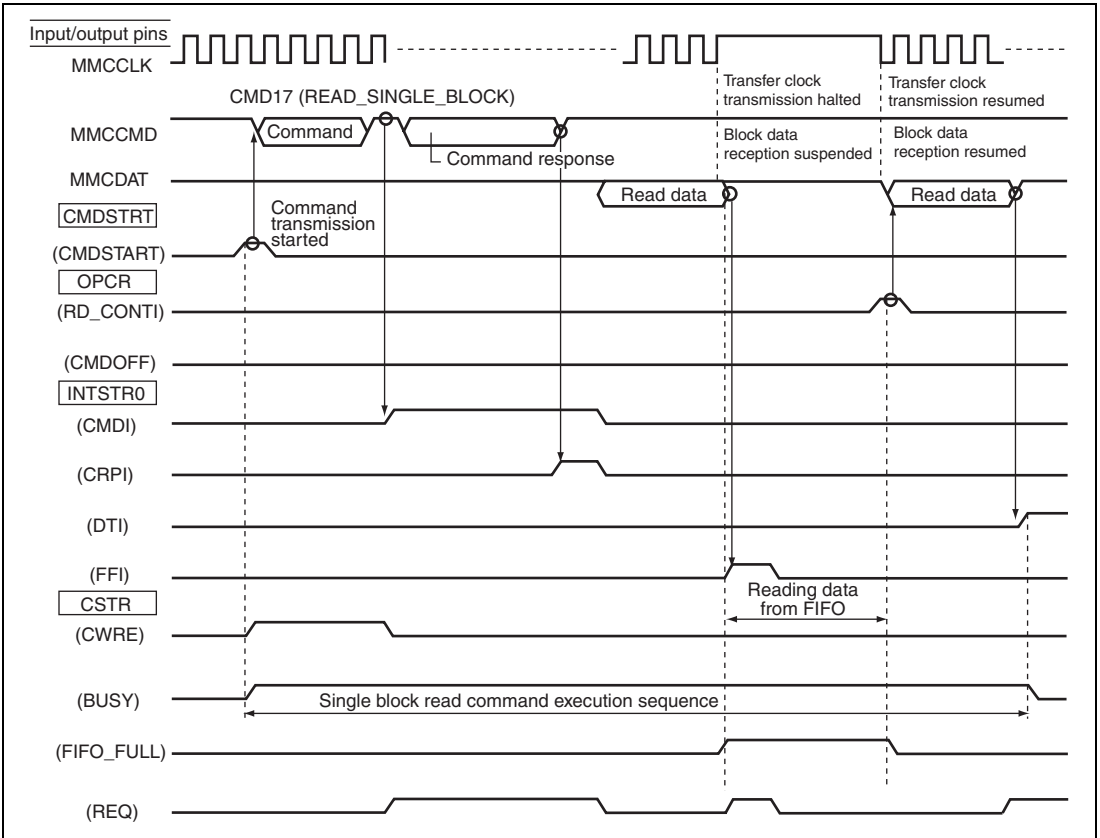 Input/output pins
MMCCLK
Transfer clock
transmission halted
Transfer clock
transmission resumed
CMD17 (READ_SINGLE_BLOCK)
MMCCMD
Command
Command response
Block data
reception suspended
Block data
reception resumed
MMCDAT
Read data
Read data
CMDSTRT
Command
transmission
started
(CMDSTART)
OPCR
(RD_CONTI)
(CMDOFF)
INTSTR0
(CMDI)
(CRPI)
(DTI)
(FFI)
Reading data
from FIFO
CSTR
(CWRE)
(BUSY)
Single block read command execution sequence
(FIFO_FULL)
(REQ)